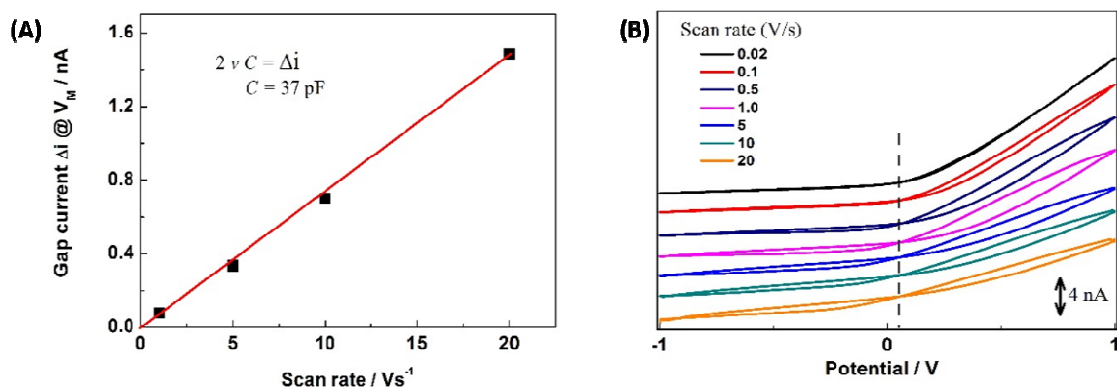 (A)
Gap current Δi @ V_M / nA
1.6
1.2
0.8
0.4
0.0
2 ν C = Δi
C = 37 pF
0
5
10
15
20
Scan rate / Vs⁻¹
(B)
Scan rate (V/s)
0.02
0.1
0.5
1.0
5
10
20
4 nA
-1
0
1
Potential / V